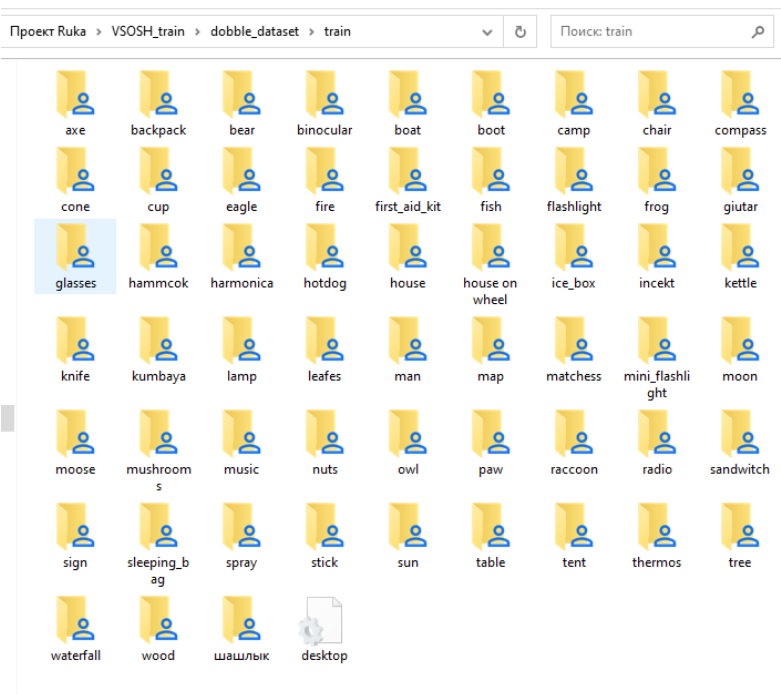 Проект Ruka › VSOSH_train › dobble_dataset › train
Поиск: train
axe backpack bear binocular boat boot camp chair compass
cone cup eagle fire first_aid_kit fish flashlight frog giutar
glasses hammcok harmonica hotdog house house on ice_box incekt kettle
wheel
knife kumbaya lamp leafes man map matchess mini_flashli moon
ght
moose mushroom music nuts owl paw raccoon radio sandwitch
s
sign sleeping_b spray stick sun table tent thermos tree
ag
waterfall wood шашлык desktop